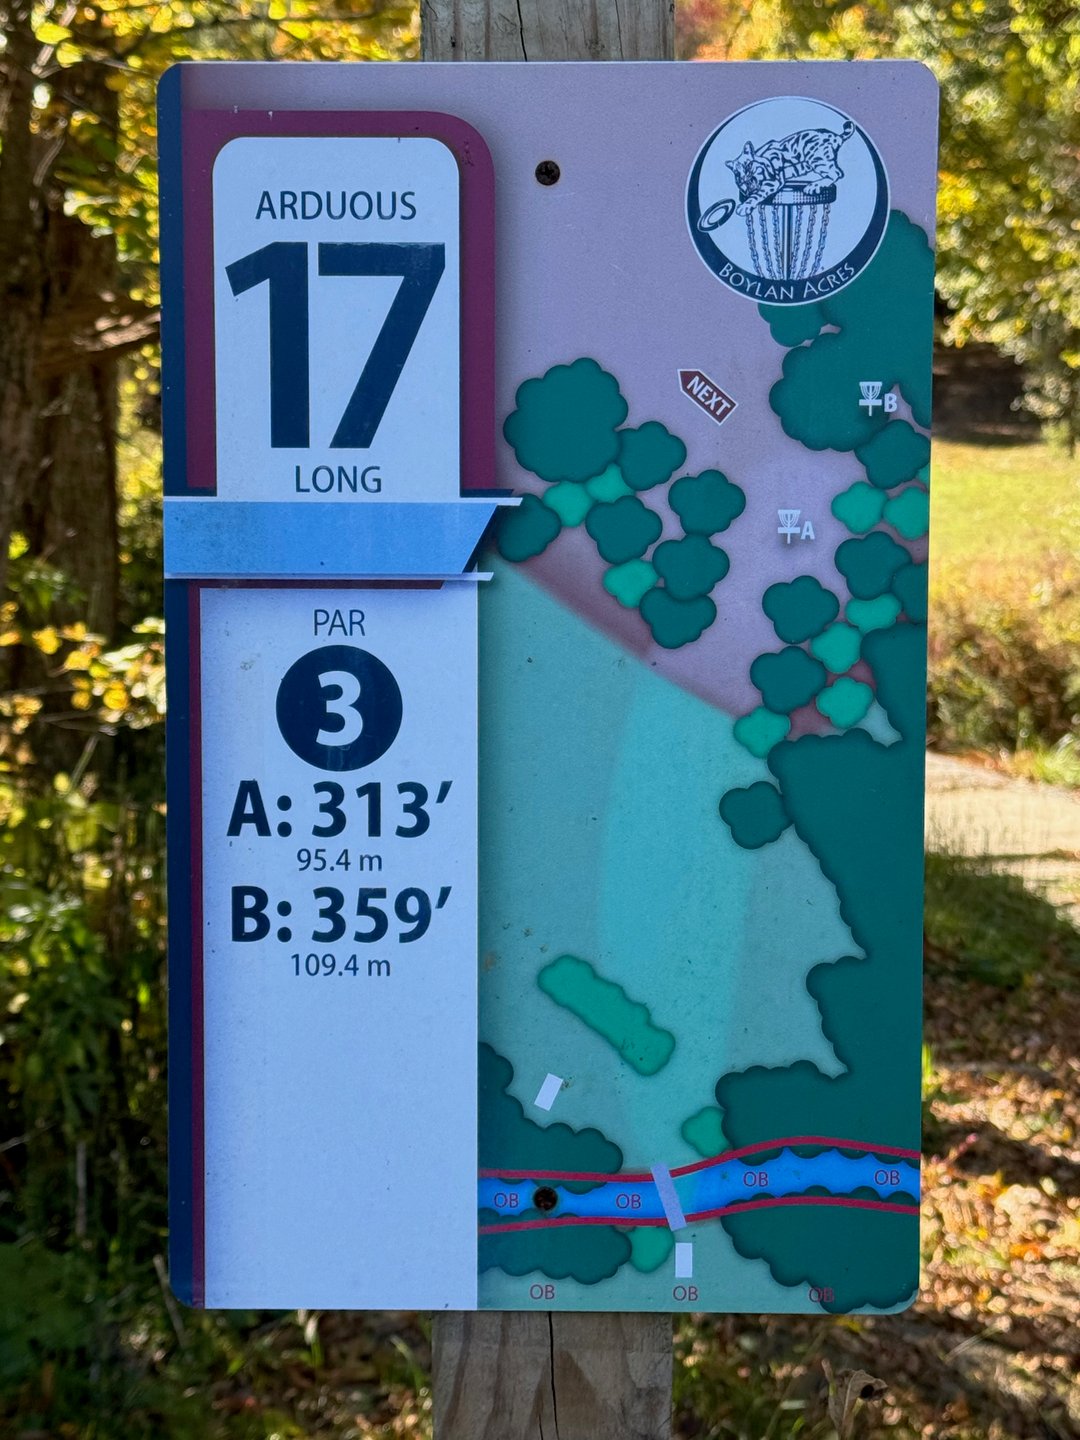 ARDUOUS
17
LONG
PAR
3
A: 313'
95.4 m
B: 359'
109.4 m
BOYLAN ACRES
NEXT
B
A
OB
OB
OB
OB
OB
OB
OB